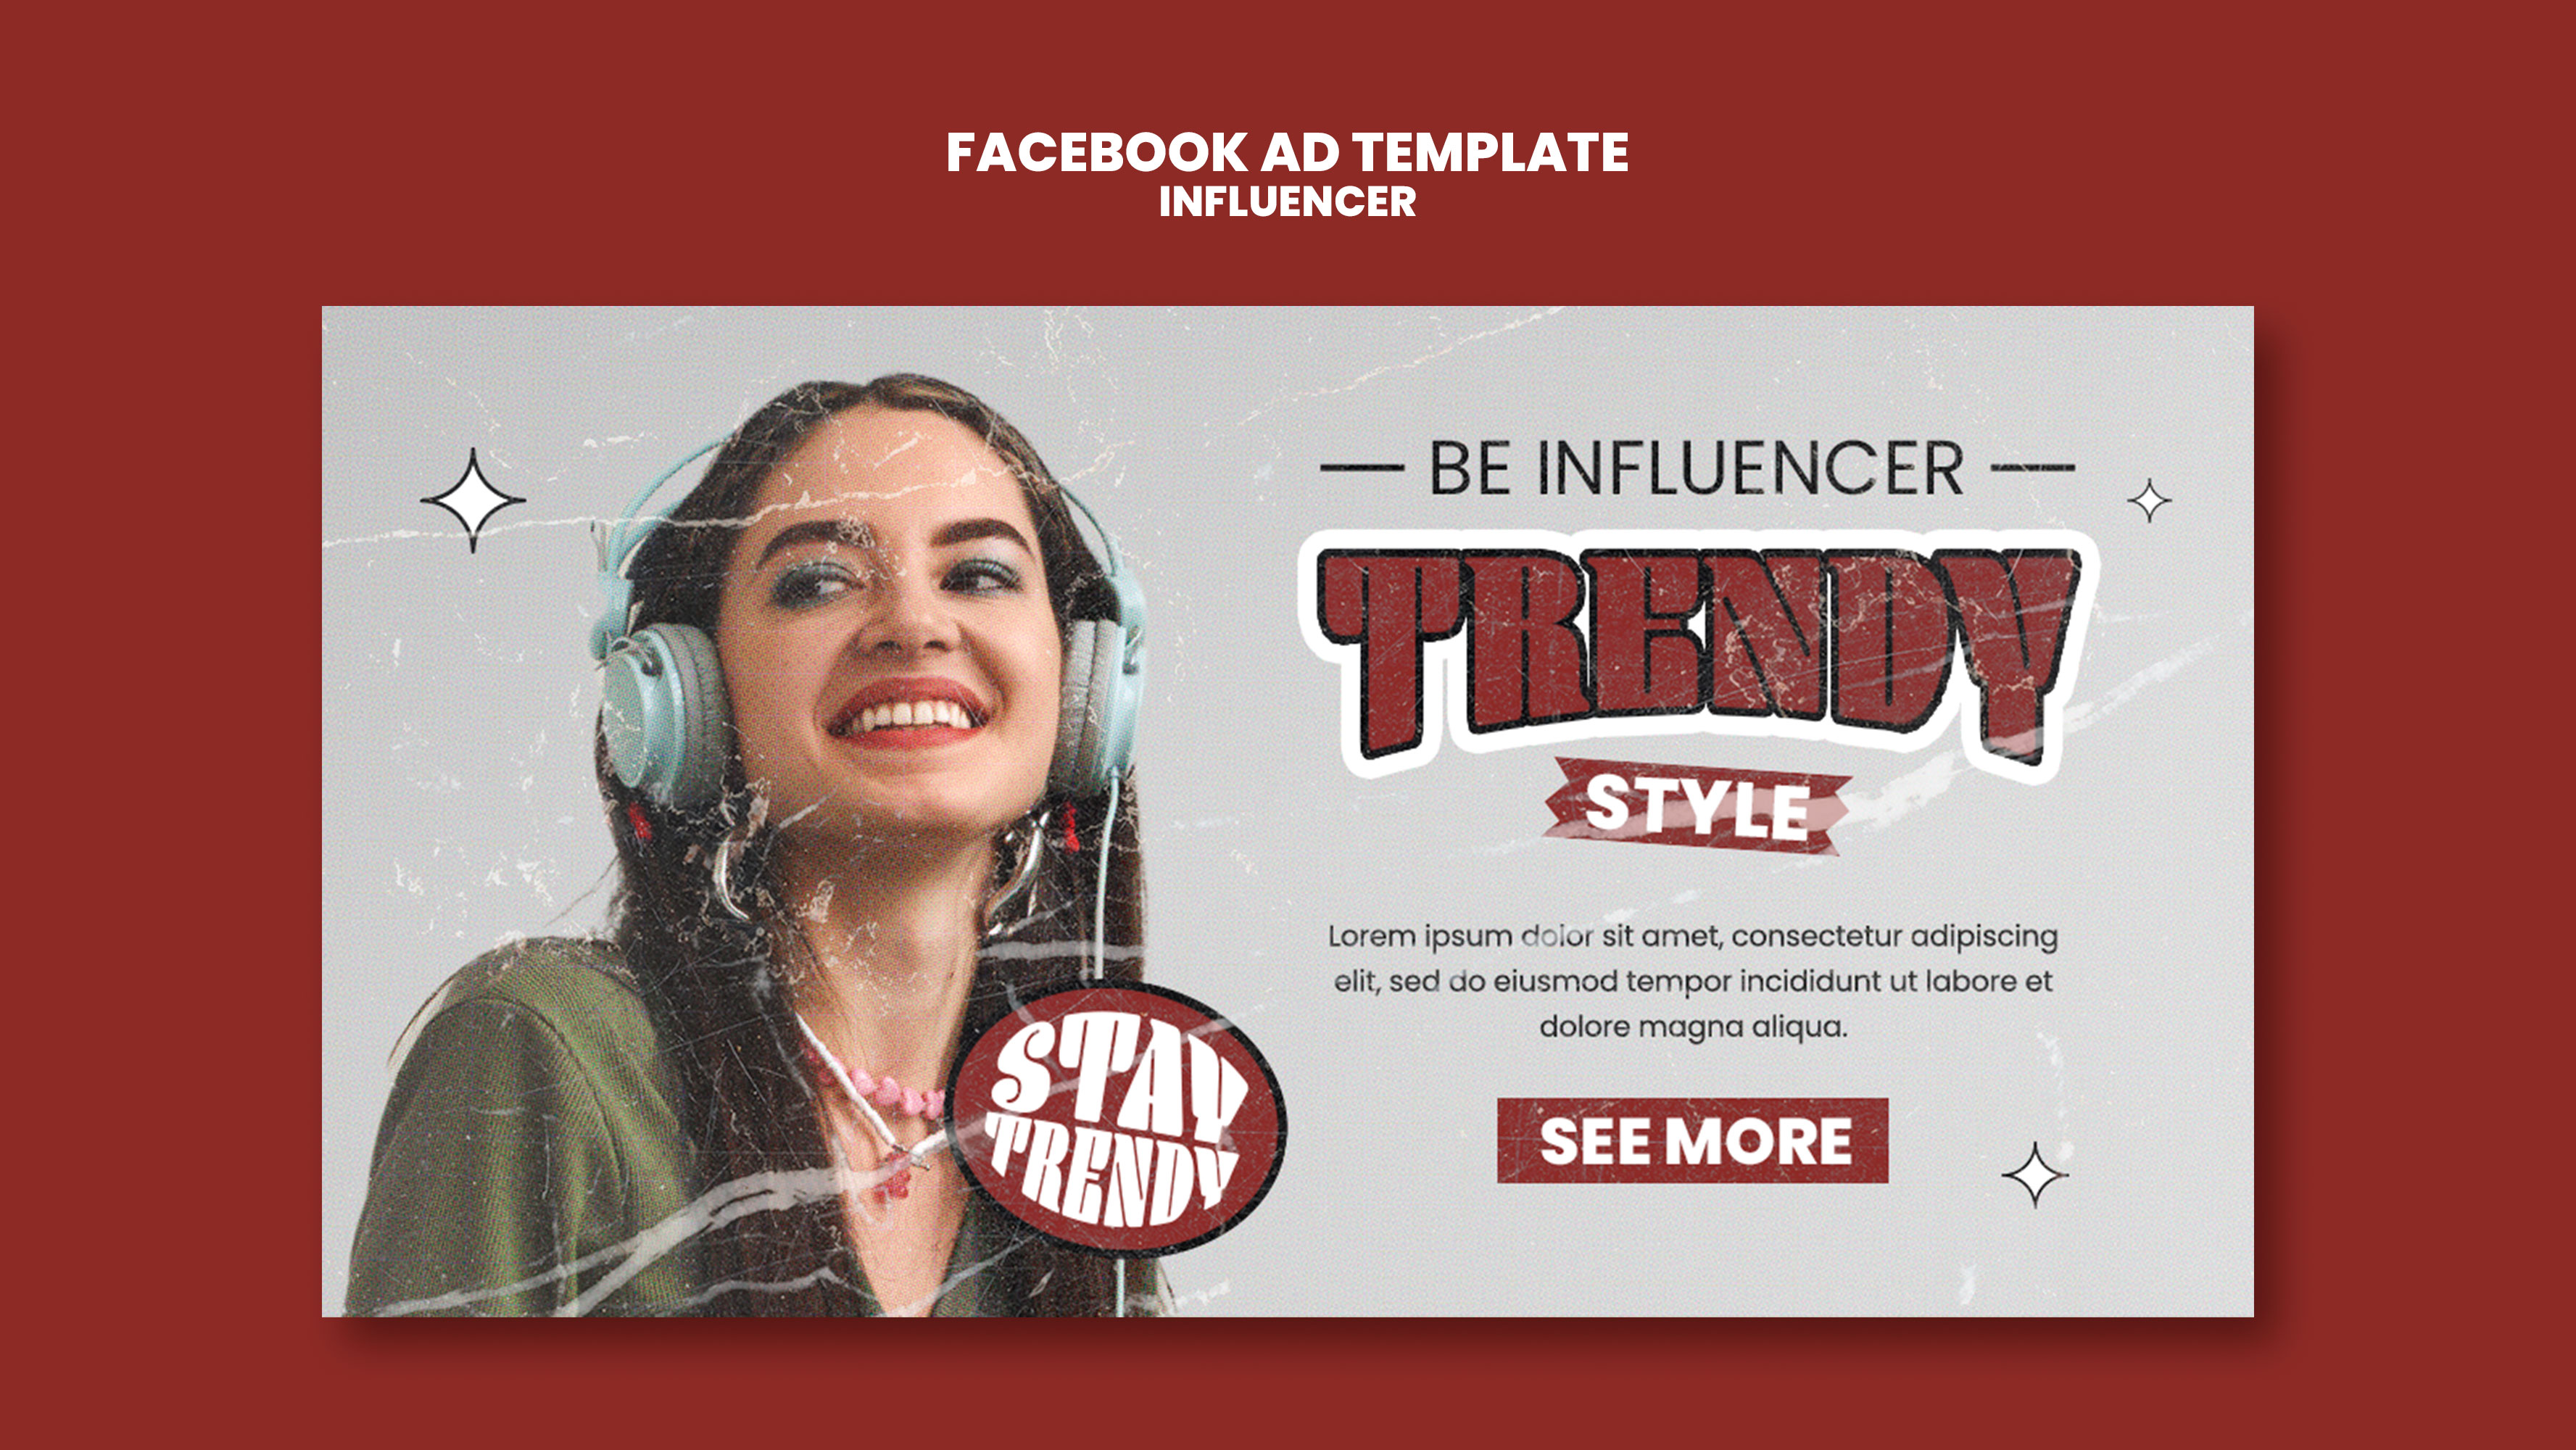 FACEBOOK AD TEMPLATE
INFLUENCER
BE INFLUENCER
TRENDY
STYLE
Lorem ipsum dolor sit amet, consectetur adipiscing
elit, sed do eiusmod tempor incididunt ut labore et
dolore magna aliqua.
STAY
TRENDY
SEE MORE